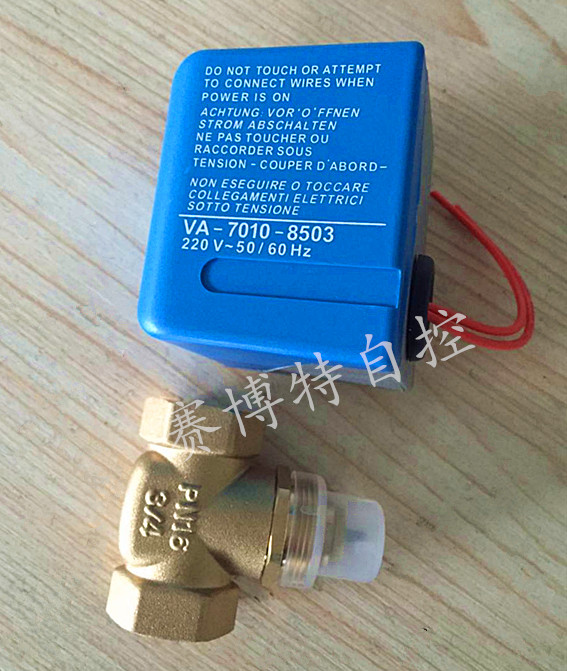 DO NOT TOUCH OR ATTEMPT
TO CONNECT WIRES WHEN
POWER IS ON
ACHTUNG: VOR'O'FFNEN
STROM ABSCHALTEN
NE PAS TOUCHER OU
RACCORDER SOUS
TENSION - COUPER D'ABORD-
NON ESEGUIRE O TOCCARE
COLLEGAMENTI ELETTRICI
SOTTO TENSIONE
VA-7010-8503
220 V~50/60 Hz
赛博特自控
PN16
3/4